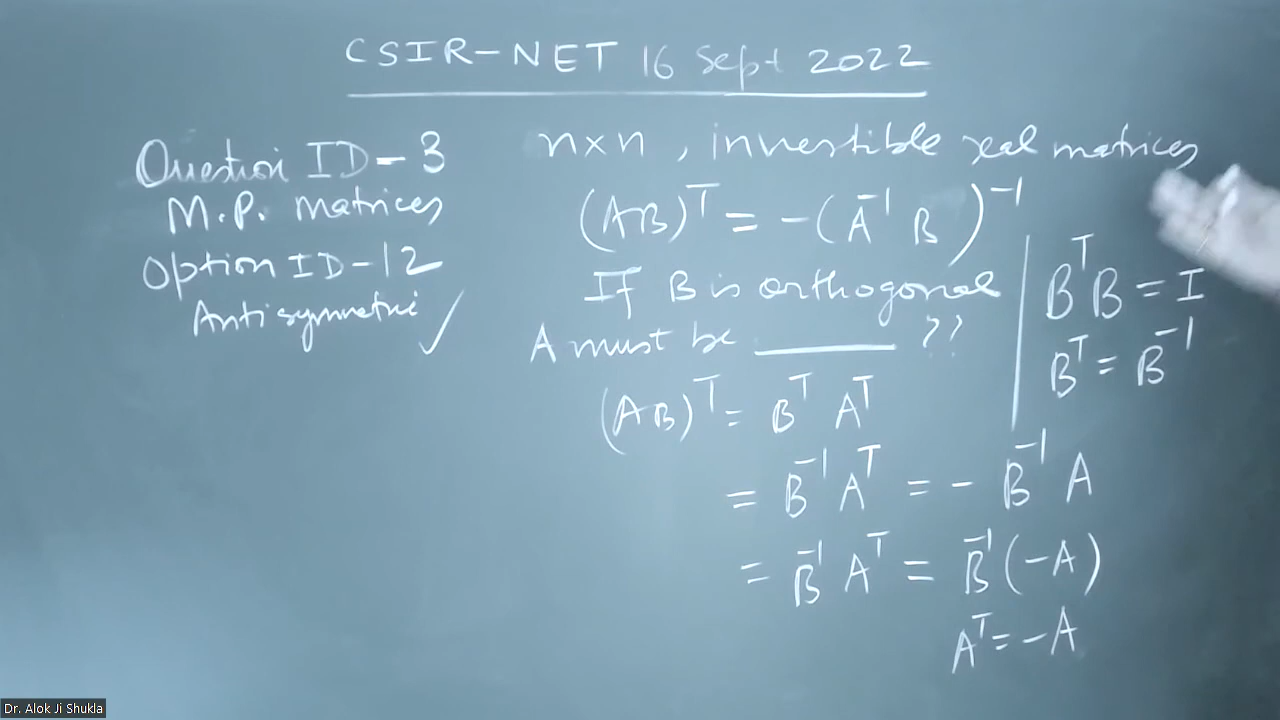 CSIR-NET 16 Sept 2022
Question ID-3
M.P. Matrices
Option ID-12
Antisymmetric ✓
n×n, invertible real matrices
(AB)ᵀ = -(A⁻¹ B)⁻¹
If B is orthogonal
A must be ______ ??
BᵀB = I
Bᵀ = B⁻¹
(AB)ᵀ = Bᵀ Aᵀ
= B⁻¹ Aᵀ = - B⁻¹ A
= B⁻¹ Aᵀ = B⁻¹(-A)
Aᵀ = -A
Dr. Alok Ji Shukla